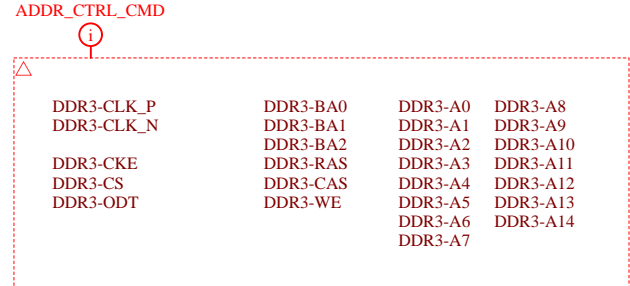 ADDR_CTRL_CMD
i
DDR3-CLK_P DDR3-BA0 DDR3-A0 DDR3-A8
DDR3-CLK_N DDR3-BA1 DDR3-A1 DDR3-A9
DDR3-BA2 DDR3-A2 DDR3-A10
DDR3-CKE DDR3-RAS DDR3-A3 DDR3-A11
DDR3-CS DDR3-CAS DDR3-A4 DDR3-A12
DDR3-ODT DDR3-WE DDR3-A5 DDR3-A13
DDR3-A6 DDR3-A14
DDR3-A7